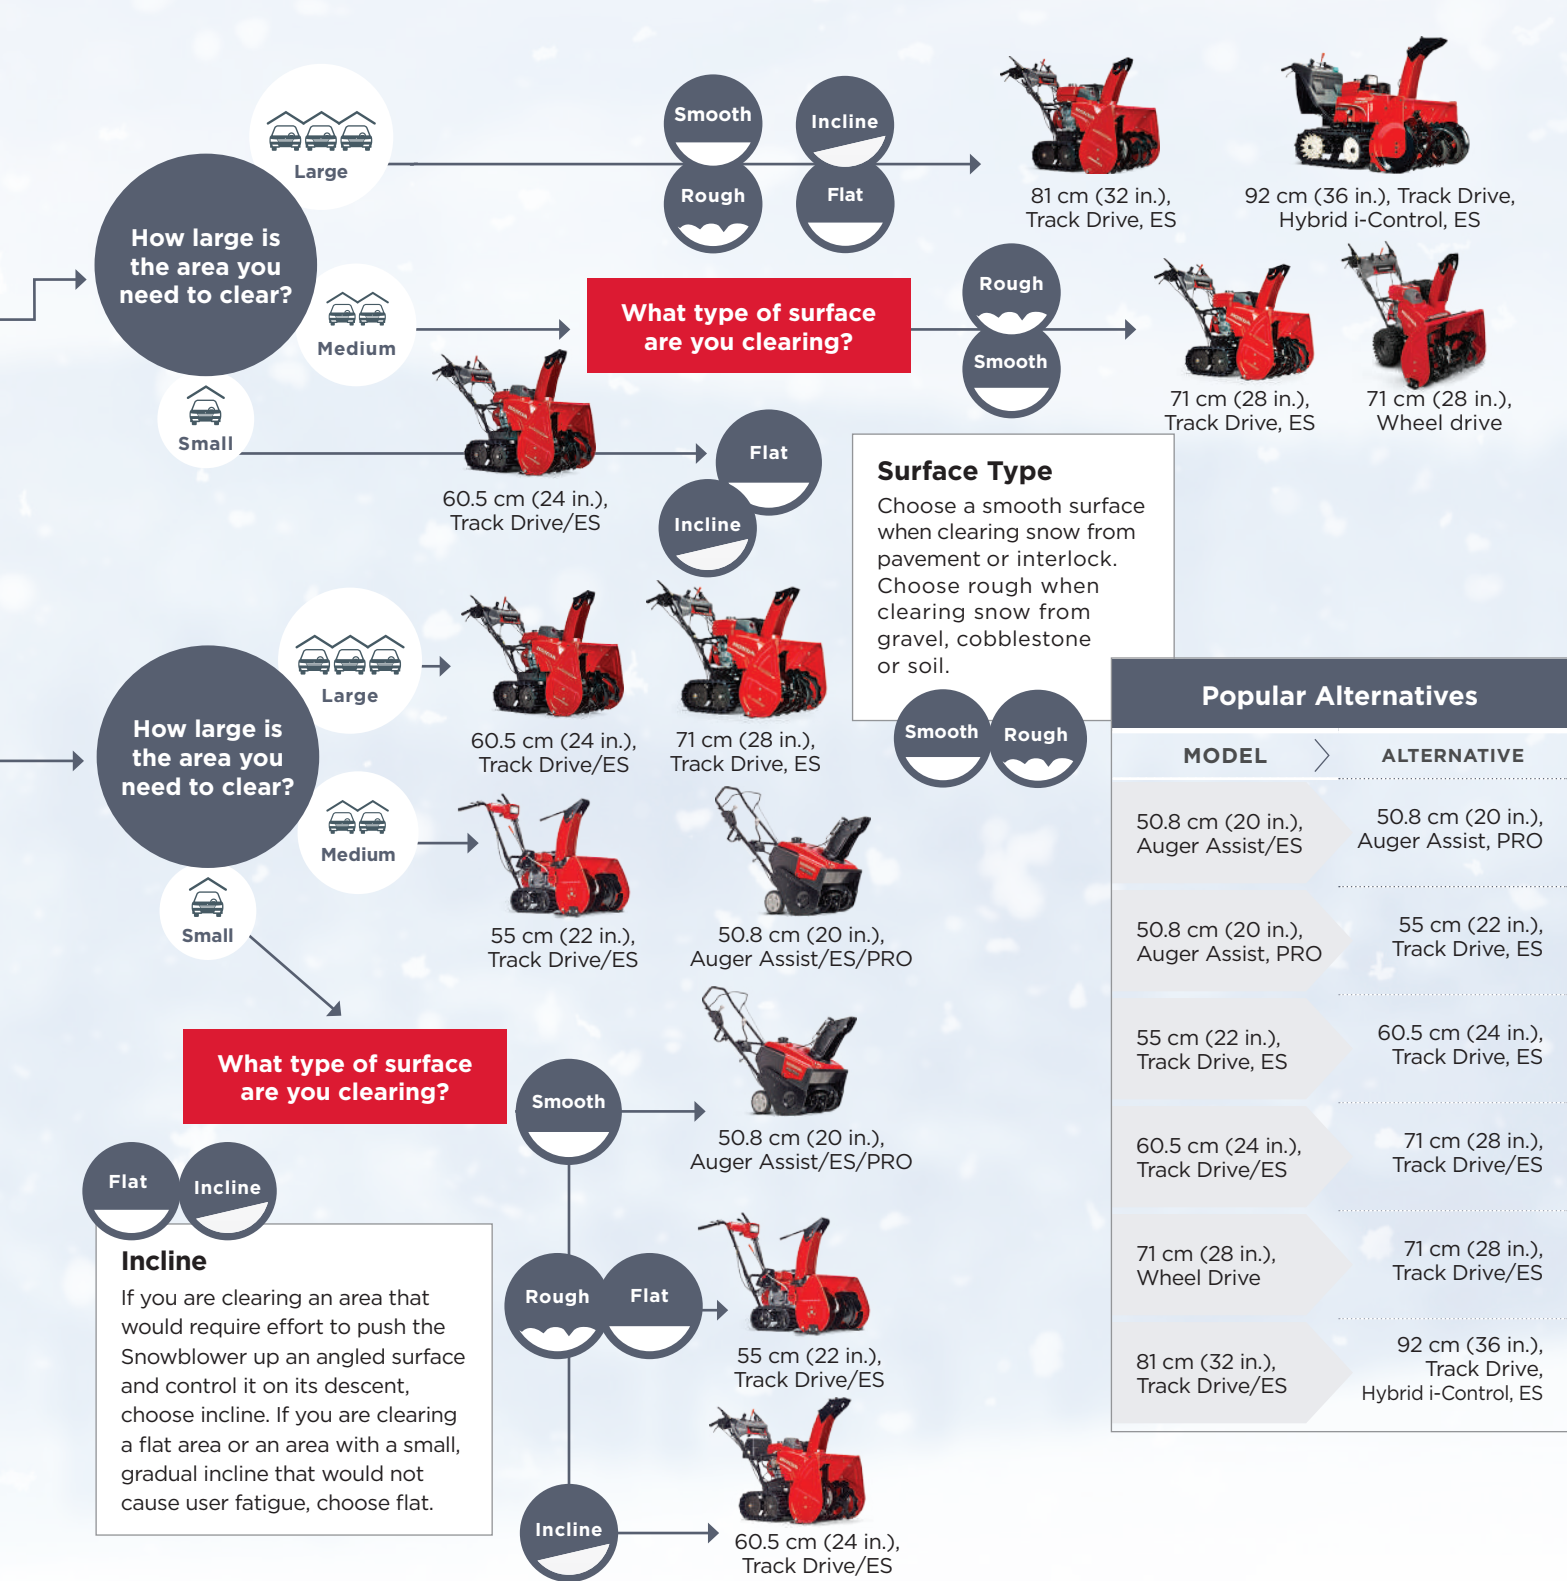 Large
Smooth
Incline
Rough
Flat
81 cm (32 in.),
Track Drive, ES
92 cm (36 in.), Track Drive,
Hybrid i-Control, ES
How large is
the area you
need to clear?
Medium
What type of surface
are you clearing?
Rough
Smooth
71 cm (28 in.),
Track Drive, ES
71 cm (28 in.),
Wheel drive
Small
60.5 cm (24 in.),
Track Drive/ES
Flat
Incline
Surface Type
Choose a smooth surface
when clearing snow from
pavement or interlock.
Choose rough when
clearing snow from
gravel, cobblestone
or soil.
Smooth
Rough
Large
60.5 cm (24 in.),
Track Drive/ES
71 cm (28 in.),
Track Drive, ES
How large is
the area you
need to clear?
Medium
55 cm (22 in.),
Track Drive/ES
50.8 cm (20 in.),
Auger Assist/ES/PRO
Small
What type of surface
are you clearing?
Smooth
50.8 cm (20 in.),
Auger Assist/ES/PRO
Rough
Flat
55 cm (22 in.),
Track Drive/ES
Incline
60.5 cm (24 in.),
Track Drive/ES
Flat
Incline
Incline
If you are clearing an area that
would require effort to push the
Snowblower up an angled surface
and control it on its descent,
choose incline. If you are clearing
a flat area or an area with a small,
gradual incline that would not
cause user fatigue, choose flat.
Popular Alternatives
MODEL
ALTERNATIVE
50.8 cm (20 in.),
Auger Assist/ES
50.8 cm (20 in.),
Auger Assist, PRO
50.8 cm (20 in.),
Auger Assist, PRO
55 cm (22 in.),
Track Drive, ES
55 cm (22 in.),
Track Drive, ES
60.5 cm (24 in.),
Track Drive, ES
60.5 cm (24 in.),
Track Drive/ES
71 cm (28 in.),
Track Drive/ES
71 cm (28 in.),
Wheel Drive
71 cm (28 in.),
Track Drive/ES
81 cm (32 in.),
Track Drive/ES
92 cm (36 in.),
Track Drive,
Hybrid i-Control, ES